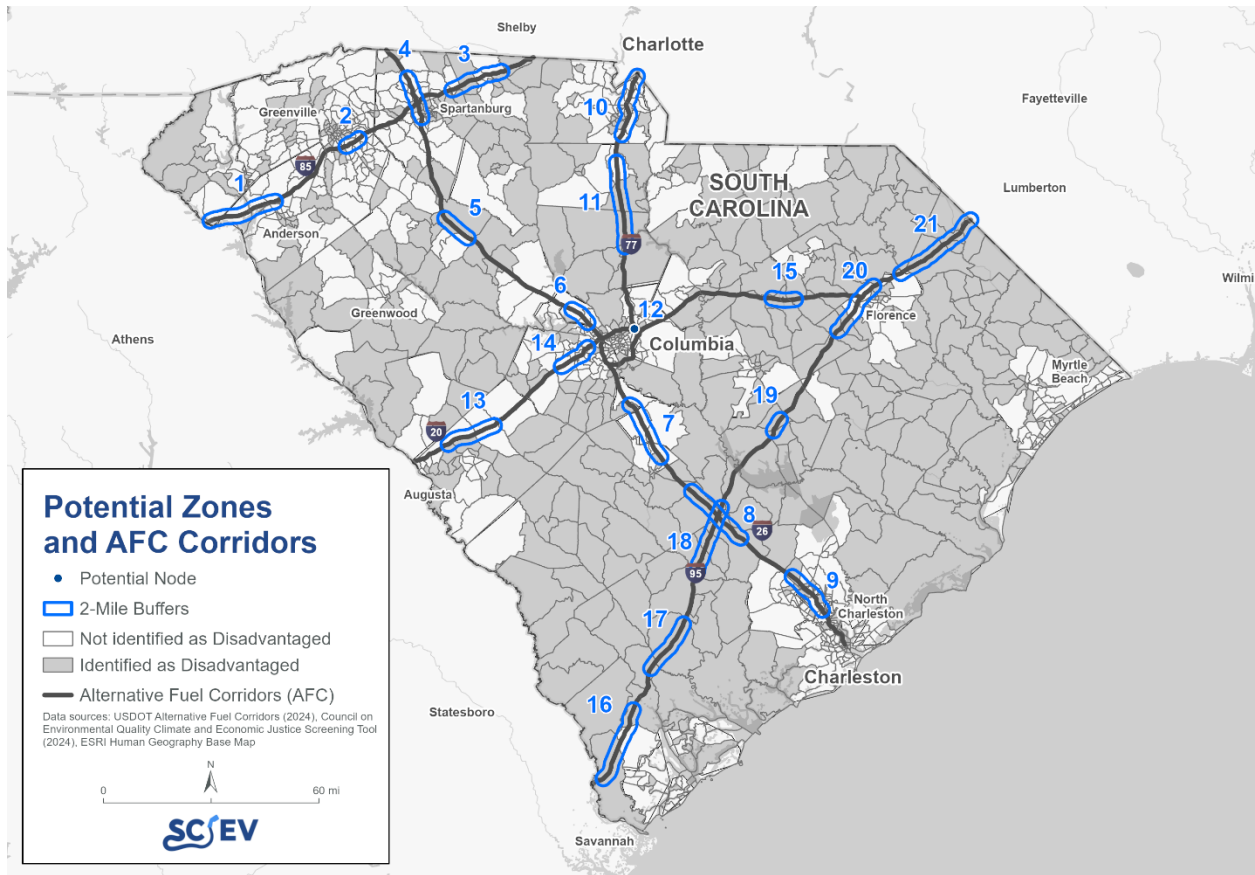 Shelby
Charlotte
4
3
10
Fayetteville
Greenville
2
Spartanburg
85
1
Anderson
SOUTH
CAROLINA
Lumberton
11
5
77
21
15
20
6
12
Florence
Wilmi
Greenwood
Athens
14
Columbia
Myrtle
Beach
13
20
19
7
Augusta
8
26
18
95
9
North
Charleston
17
Charleston
16
Statesboro
Savannah
Potential Zones
and AFC Corridors
Potential Node
2-Mile Buffers
Not identified as Disadvantaged
Identified as Disadvantaged
Alternative Fuel Corridors (AFC)
Data sources: USDOT Alternative Fuel Corridors (2024), Council on
Environmental Quality Climate and Economic Justice Screening Tool
(2024), ESRI Human Geography Base Map
N
0 60 mi
SC EV